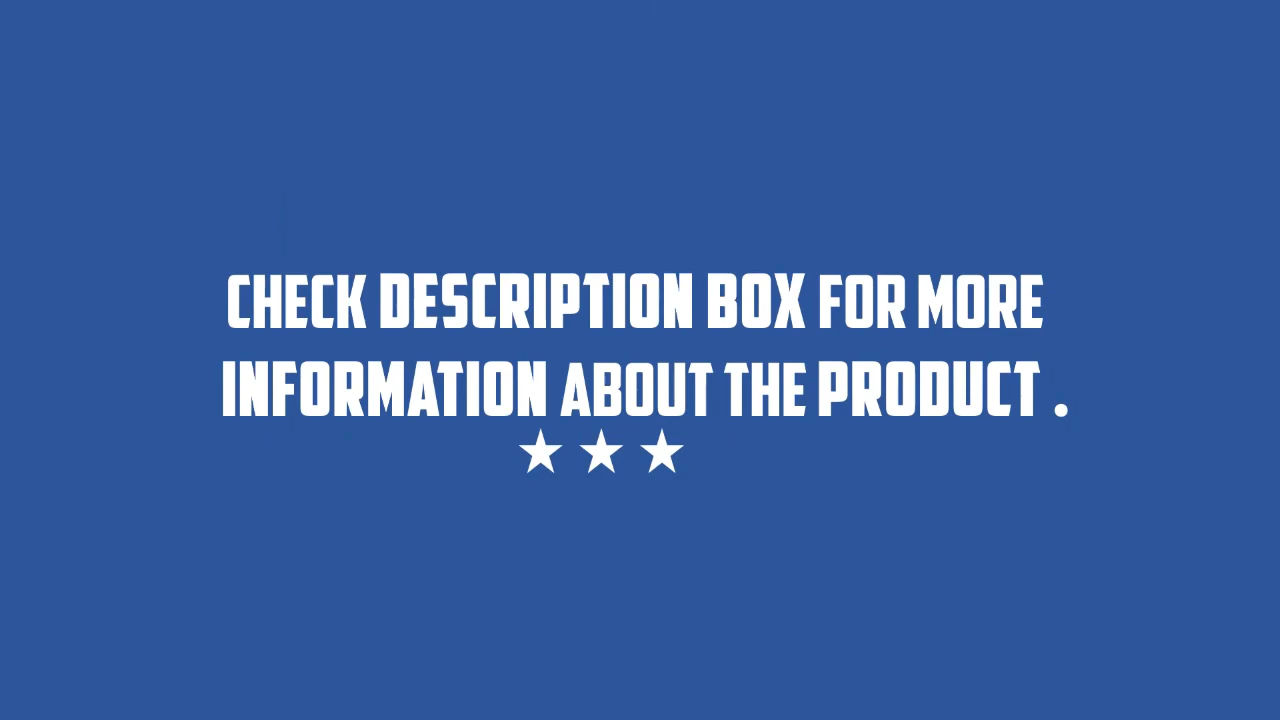 CHECK DESCRIPTION BOX FOR MORE
INFORMATION ABOUT THE PRODUCT .
★ ★ ★